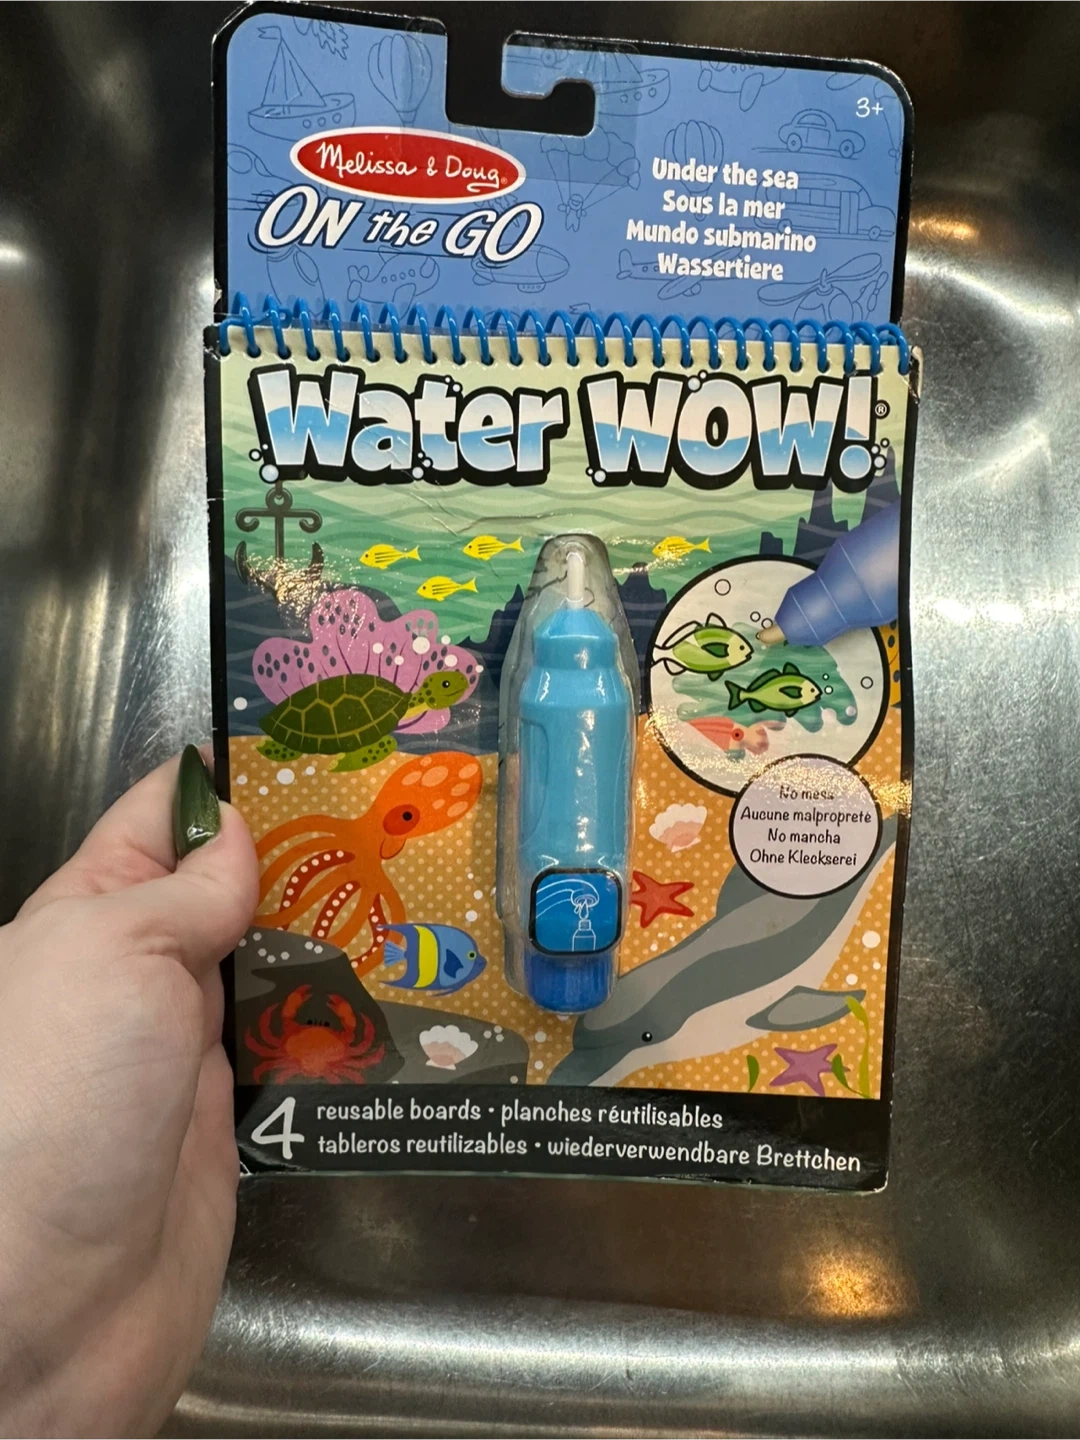 3+
Melissa & Doug®
ON the GO
Under the sea
Sous la mer
Mundo submarino
Wassertiere
Water WOW!®
No mess
Aucune malpropreté
No mancha
Ohne Kleckserei
4 reusable boards • planches réutilisables
tableros reutilizables • wiederverwendbare Brettchen